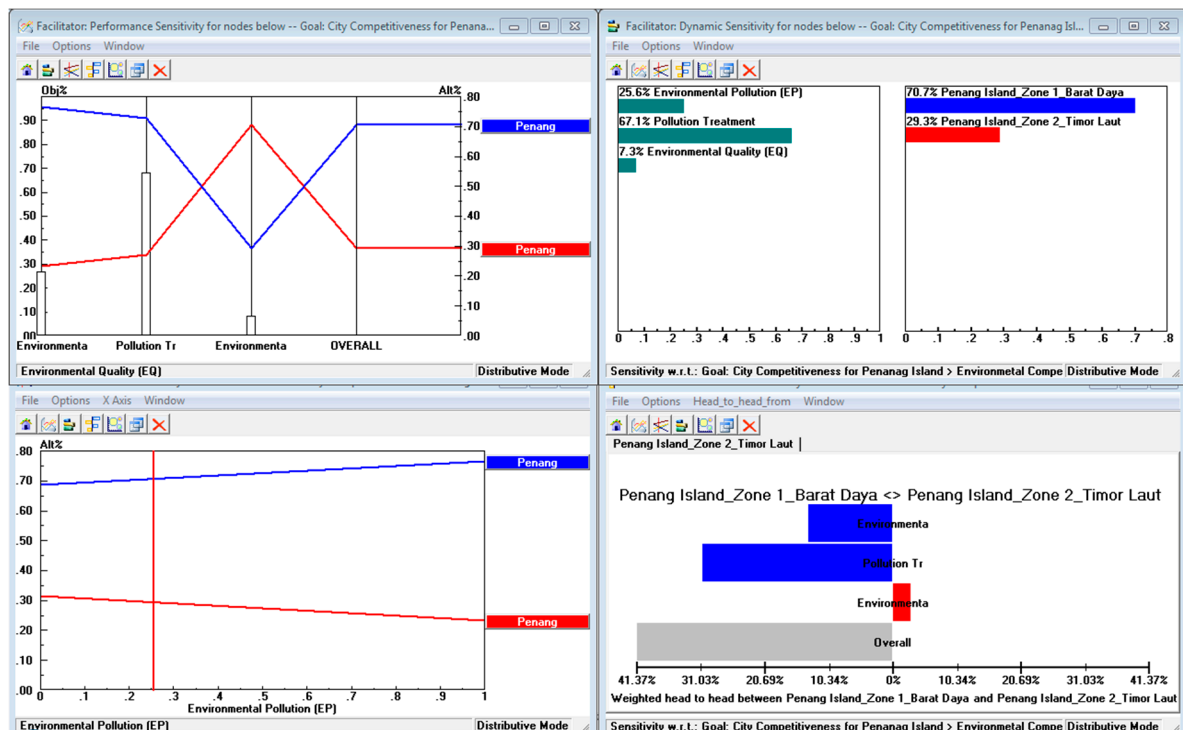 Facilitator: Performance Sensitivity for nodes below -- Goal: City Competitiveness for Penana...
File Options Window
Obj%
Alt%
.90
.80
.70
.60
.50
.40
.30
.20
.10
.00
.80
.70
.60
.50
.40
.30
.20
.10
.00
Penang
Penang
Environmenta Pollution Tr Environmenta OVERALL
Environmental Quality (EQ) Distributive Mode
Facilitator: Dynamic Sensitivity for nodes below -- Goal: City Competitiveness for Penanag Isl...
File Options Window
25.6% Environmental Pollution (EP)
67.1% Pollution Treatment
7.3% Environmental Quality (EQ)
0 .1 .2 .3 .4 .5 .6 .7 .8 .9 1
70.7% Penang Island_Zone 1_Barat Daya
29.3% Penang Island_Zone 2_Timor Laut
0 .1 .2 .3 .4 .5 .6 .7 .8
Sensitivity w.r.t.: Goal: City Competitiveness for Penanag Island > Environmetal Compe Distributive Mode
File Options X Axis Window
Alt%
.80
.70
.60
.50
.40
.30
.20
.10
.00
Penang
Penang
0 .1 .2 .3 .4 .5 .6 .7 .8 .9 1
Environmental Pollution (EP)
Environmental Pollution (EP) Distributive Mode
File Options Head_to_head_from Window
Penang Island_Zone 2_Timor Laut
Penang Island_Zone 1_Barat Daya <> Penang Island_Zone 2_Timor Laut
Environmenta
Pollution Tr
Environmenta
Overall
41.37% 31.03% 20.69% 10.34% 0% 10.34% 20.69% 31.03% 41.37%
Weighted head to head between Penang Island_Zone 1_Barat Daya and Penang Island_Zone 2_Timor Laut
Sensitivity w.r.t.: Goal: City Competitiveness for Penanag Island > Environmetal Compe Distributive Mode